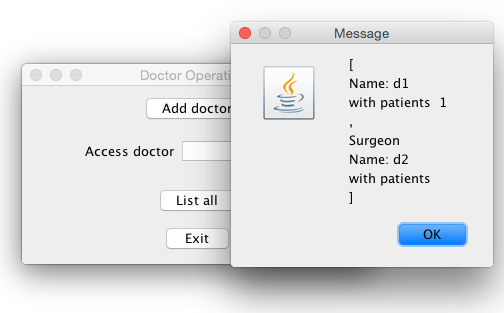 Message
[
Name: d1
with patients  1
,
Surgeon
Name: d2
with patients
]
OK
Doctor Operati
Add doctor
Access doctor
List all
Exit